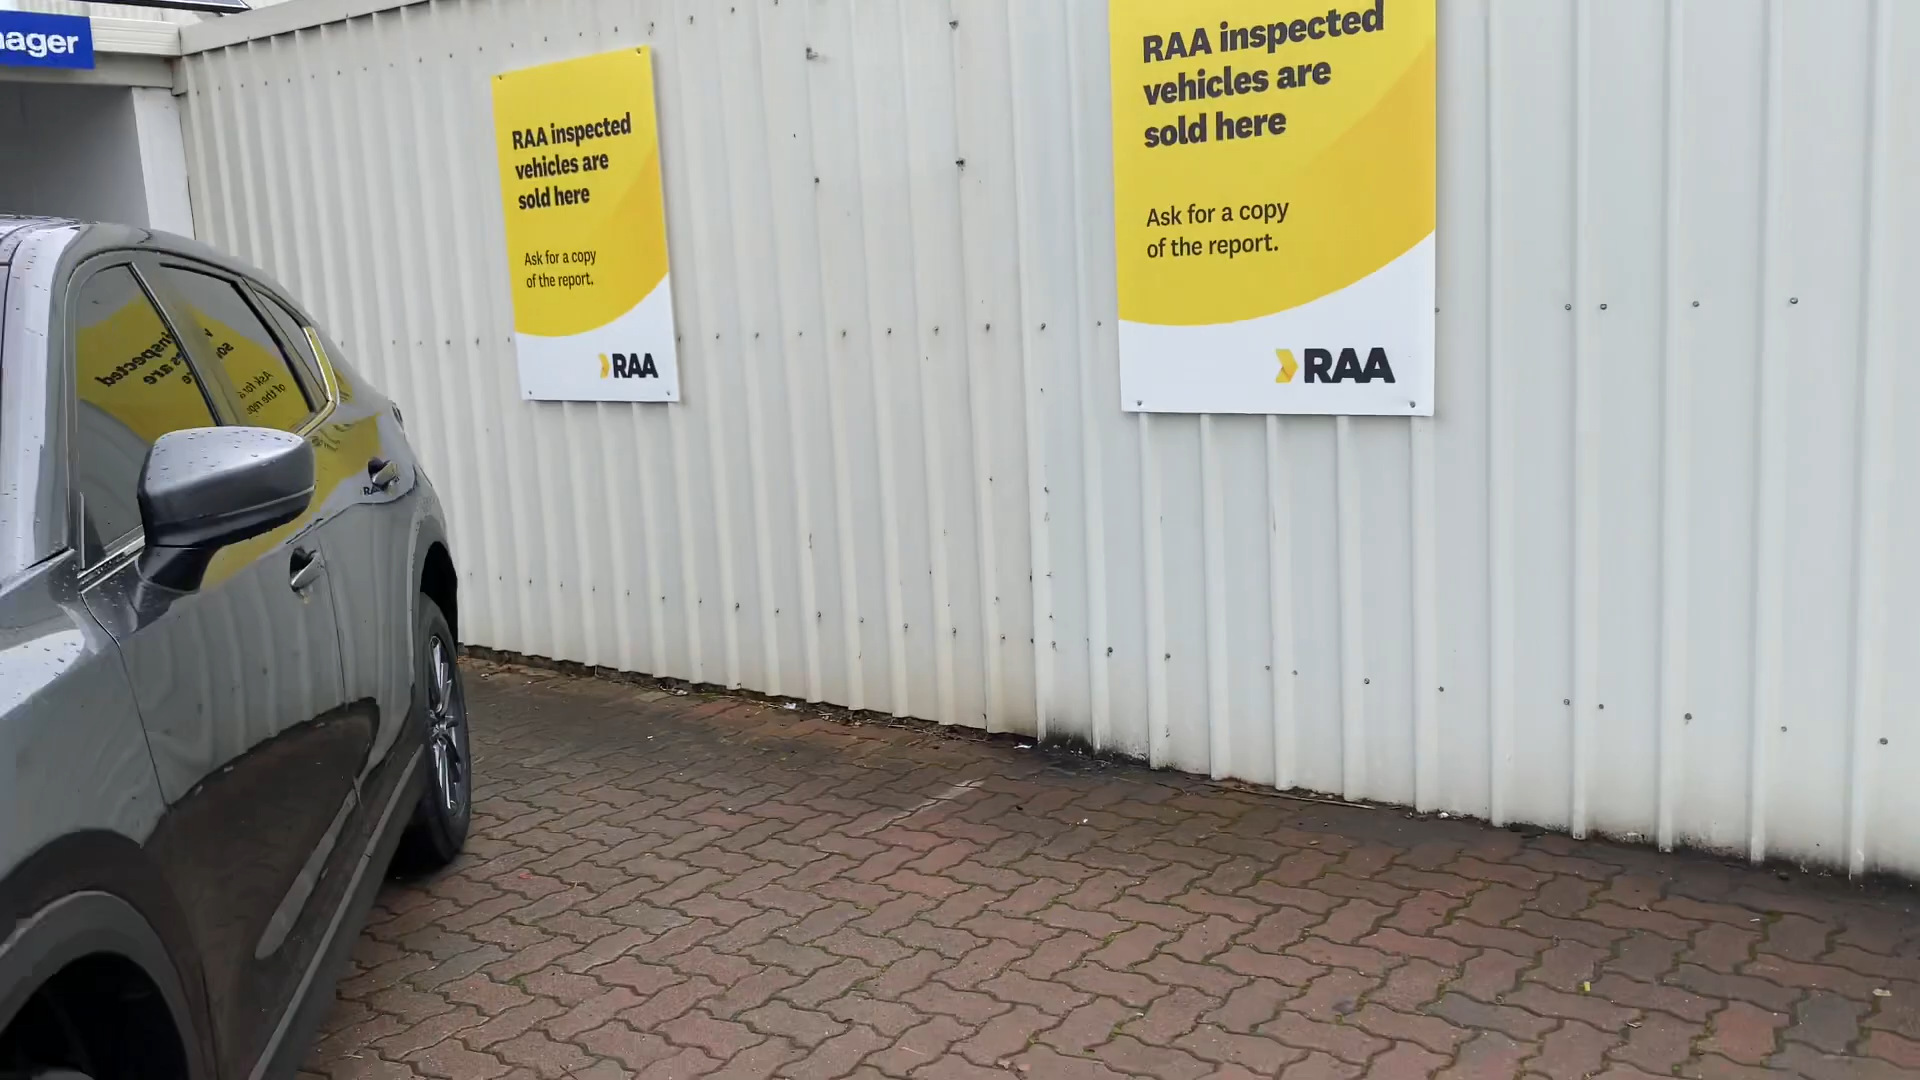 RAA inspected
vehicles are
sold here
Ask for a copy
of the report.
RAA
RAA inspected
vehicles are
sold here
Ask for a copy
of the report.
RAA